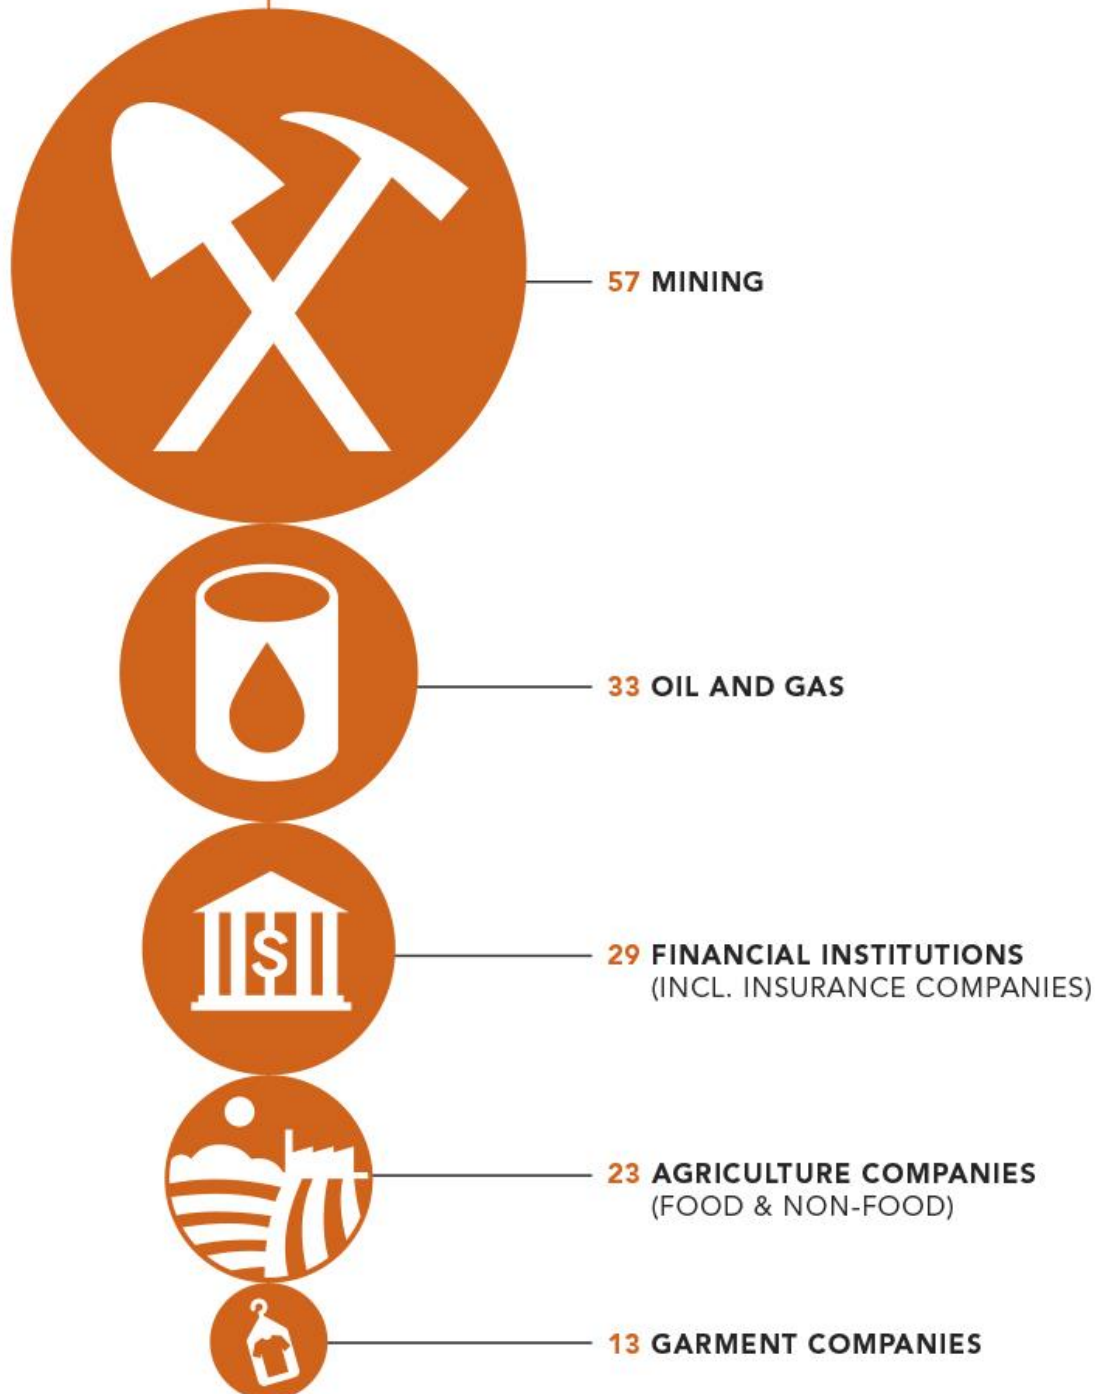 57 MINING
33 OIL AND GAS
$
29 FINANCIAL INSTITUTIONS
(INCL. INSURANCE COMPANIES)
23 AGRICULTURE COMPANIES
(FOOD & NON-FOOD)
13 GARMENT COMPANIES